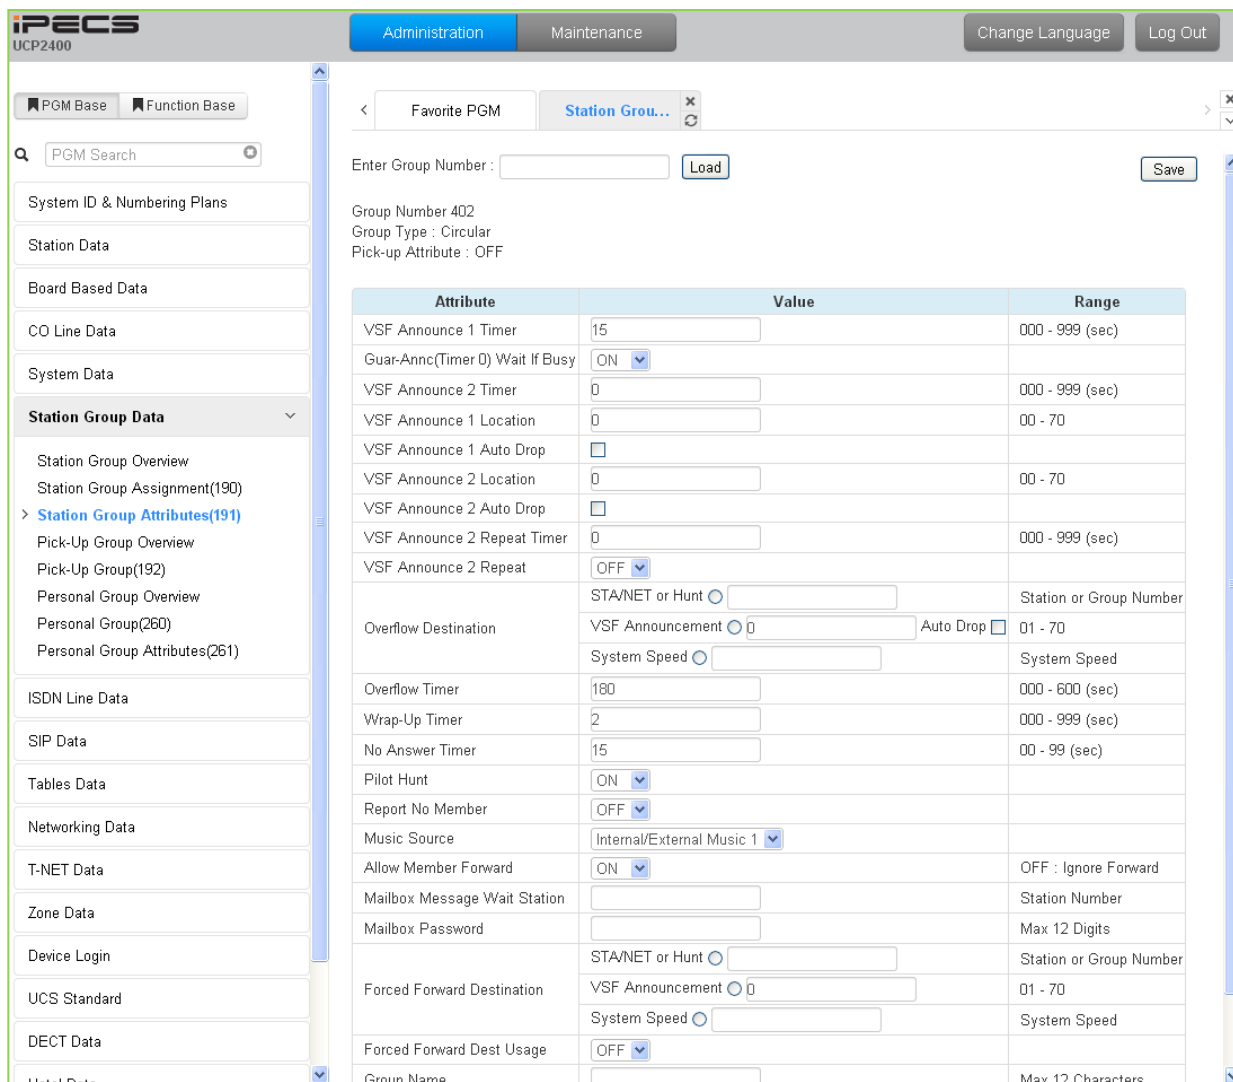 iPECS
UCP2400
Administration
Maintenance
Change Language
Log Out
PGM Base
Function Base
PGM Search
System ID & Numbering Plans
Station Data
Board Based Data
CO Line Data
System Data
Station Group Data
Station Group Overview
Station Group Assignment(190)
Station Group Attributes(191)
Pick-Up Group Overview
Pick-Up Group(192)
Personal Group Overview
Personal Group(260)
Personal Group Attributes(261)
ISDN Line Data
SIP Data
Tables Data
Networking Data
T-NET Data
Zone Data
Device Login
UCS Standard
DECT Data
Hotel Data
Favorite PGM
Station Grou...
Enter Group Number :
Load
Save
Group Number 402
Group Type : Circular
Pick-up Attribute : OFF
Attribute Value Range
VSF Announce 1 Timer 15 000 - 999 (sec)
Guar-Annc(Timer 0) Wait If Busy ON
VSF Announce 2 Timer 0 000 - 999 (sec)
VSF Announce 1 Location 0 00 - 70
VSF Announce 1 Auto Drop
VSF Announce 2 Location 0 00 - 70
VSF Announce 2 Auto Drop
VSF Announce 2 Repeat Timer 0 000 - 999 (sec)
VSF Announce 2 Repeat OFF
Overflow Destination
STA/NET or Hunt Station or Group Number
VSF Announcement 0 Auto Drop 01 - 70
System Speed System Speed
Overflow Timer 180 000 - 600 (sec)
Wrap-Up Timer 2 000 - 999 (sec)
No Answer Timer 15 00 - 99 (sec)
Pilot Hunt ON
Report No Member OFF
Music Source Internal/External Music 1
Allow Member Forward ON OFF : Ignore Forward
Mailbox Message Wait Station Station Number
Mailbox Password Max 12 Digits
Forced Forward Destination
STA/NET or Hunt Station or Group Number
VSF Announcement 0 01 - 70
System Speed System Speed
Forced Forward Dest Usage OFF
Group Name Max 12 Characters